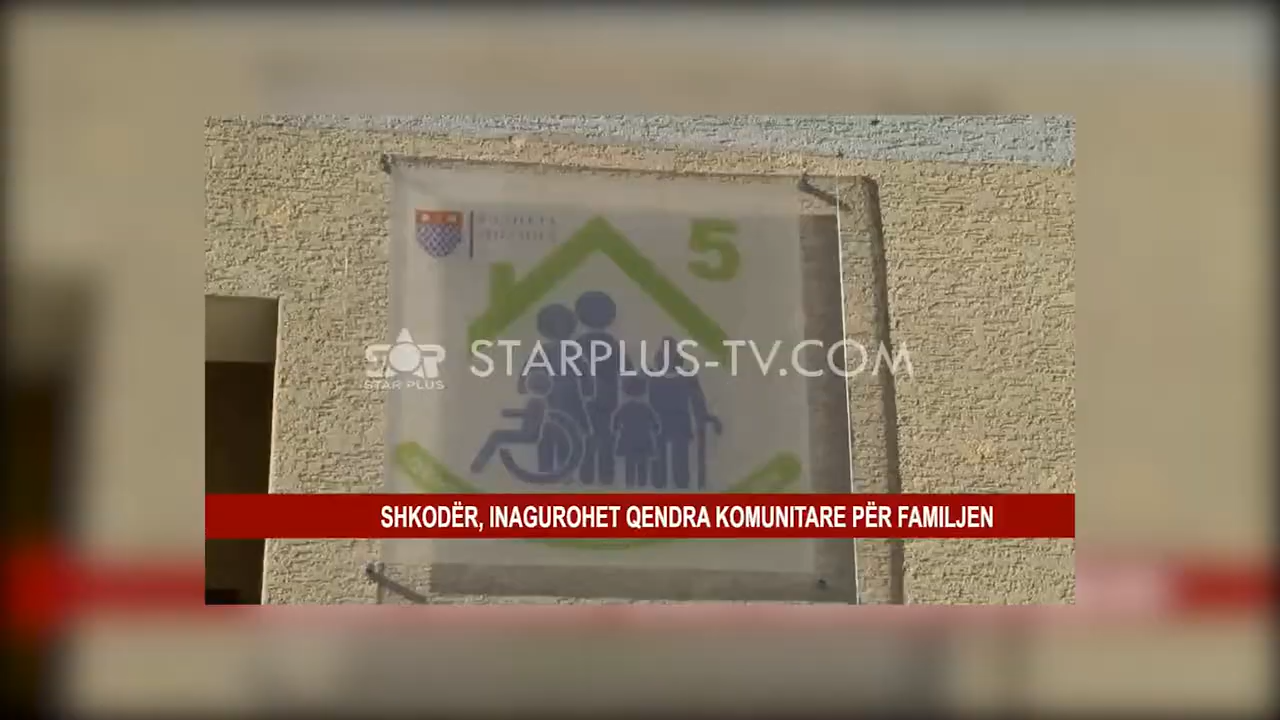 5
STAR PLUS
STARPLUS-TV.COM
SHKODËR, INAGUROHET QENDRA KOMUNITARE PËR FAMILJEN